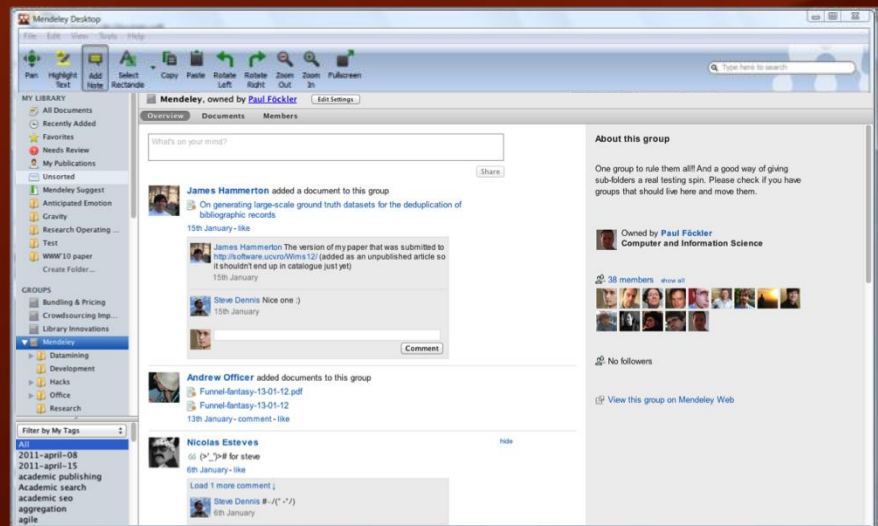 Mendeley Desktop
File Edit View Tools Help
Pan Highlight Text Add Note Select Rectangle Copy Paste Rotate Left Rotate Right Zoom Out Zoom In Fullscreen
Type here to search
MY LIBRARY
All Documents
Recently Added
Favorites
Needs Review
My Publications
Unsorted
Mendeley Suggest
Anticipated Emotion
Gravity
Research Operating ...
Test
WWW'10 paper
Create Folder...
GROUPS
Bundling & Pricing
Crowdsourcing Imp...
Library Innovations
Mendeley
Datamining
Development
Hacks
Office
Research
Filter by My Tags
All
2011-april-08
2011-april-15
academic publishing
Academic search
academic seo
aggregation
agile
Mendeley, owned by Paul Föckler Edit Settings
Overview Documents Members
What's on your mind?
Share
James Hammerton added a document to this group
On generating large-scale ground truth datasets for the deduplication of
bibliographic records
15th January - like
James Hammerton The version of my paper that was submitted to
http://software.ucv.ro/Wims12/ (added as an unpublished article so
it shouldn't end up in catalogue just yet)
15th January
Steve Dennis Nice one :)
15th January
Comment
Andrew Officer added documents to this group
Funnel-fantasy-13-01-12.pdf
Funnel-fantasy-13-01-12
13th January - comment - like
Nicolas Esteves hide
(>'_')># for steve
6th January - like
Load 1 more comment ↓
Steve Dennis
6th January
About this group
One group to rule them all!! And a good way of giving
sub-folders a real testing spin. Please check if you have
groups that should live here and move them.
Owned by Paul Föckler
Computer and Information Science
38 members show all
No followers
View this group on Mendeley Web